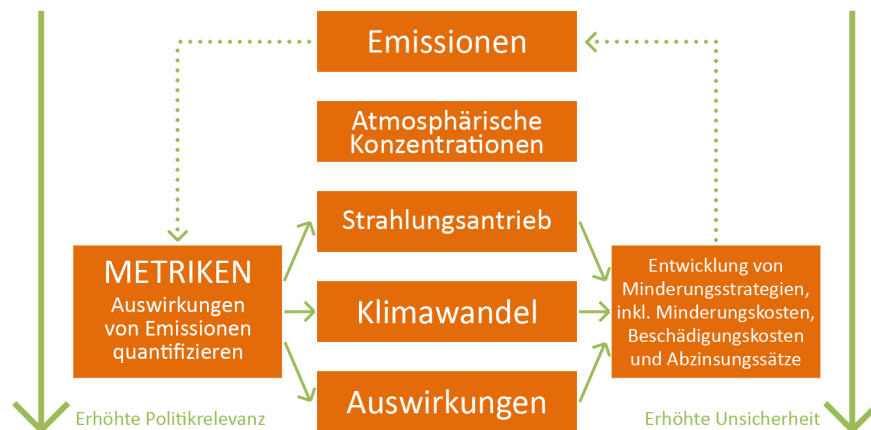 Emissionen
Atmosphärische
Konzentrationen
Strahlungsantrieb
METRIKEN
Auswirkungen
von Emissionen
quantifizieren
Klimawandel
Entwicklung von
Minderungsstrategien,
inkl. Minderungskosten,
Beschädigungskosten
und Abzinsungssätze
Auswirkungen
Erhöhte Politikrelevanz
Erhöhte Unsicherheit